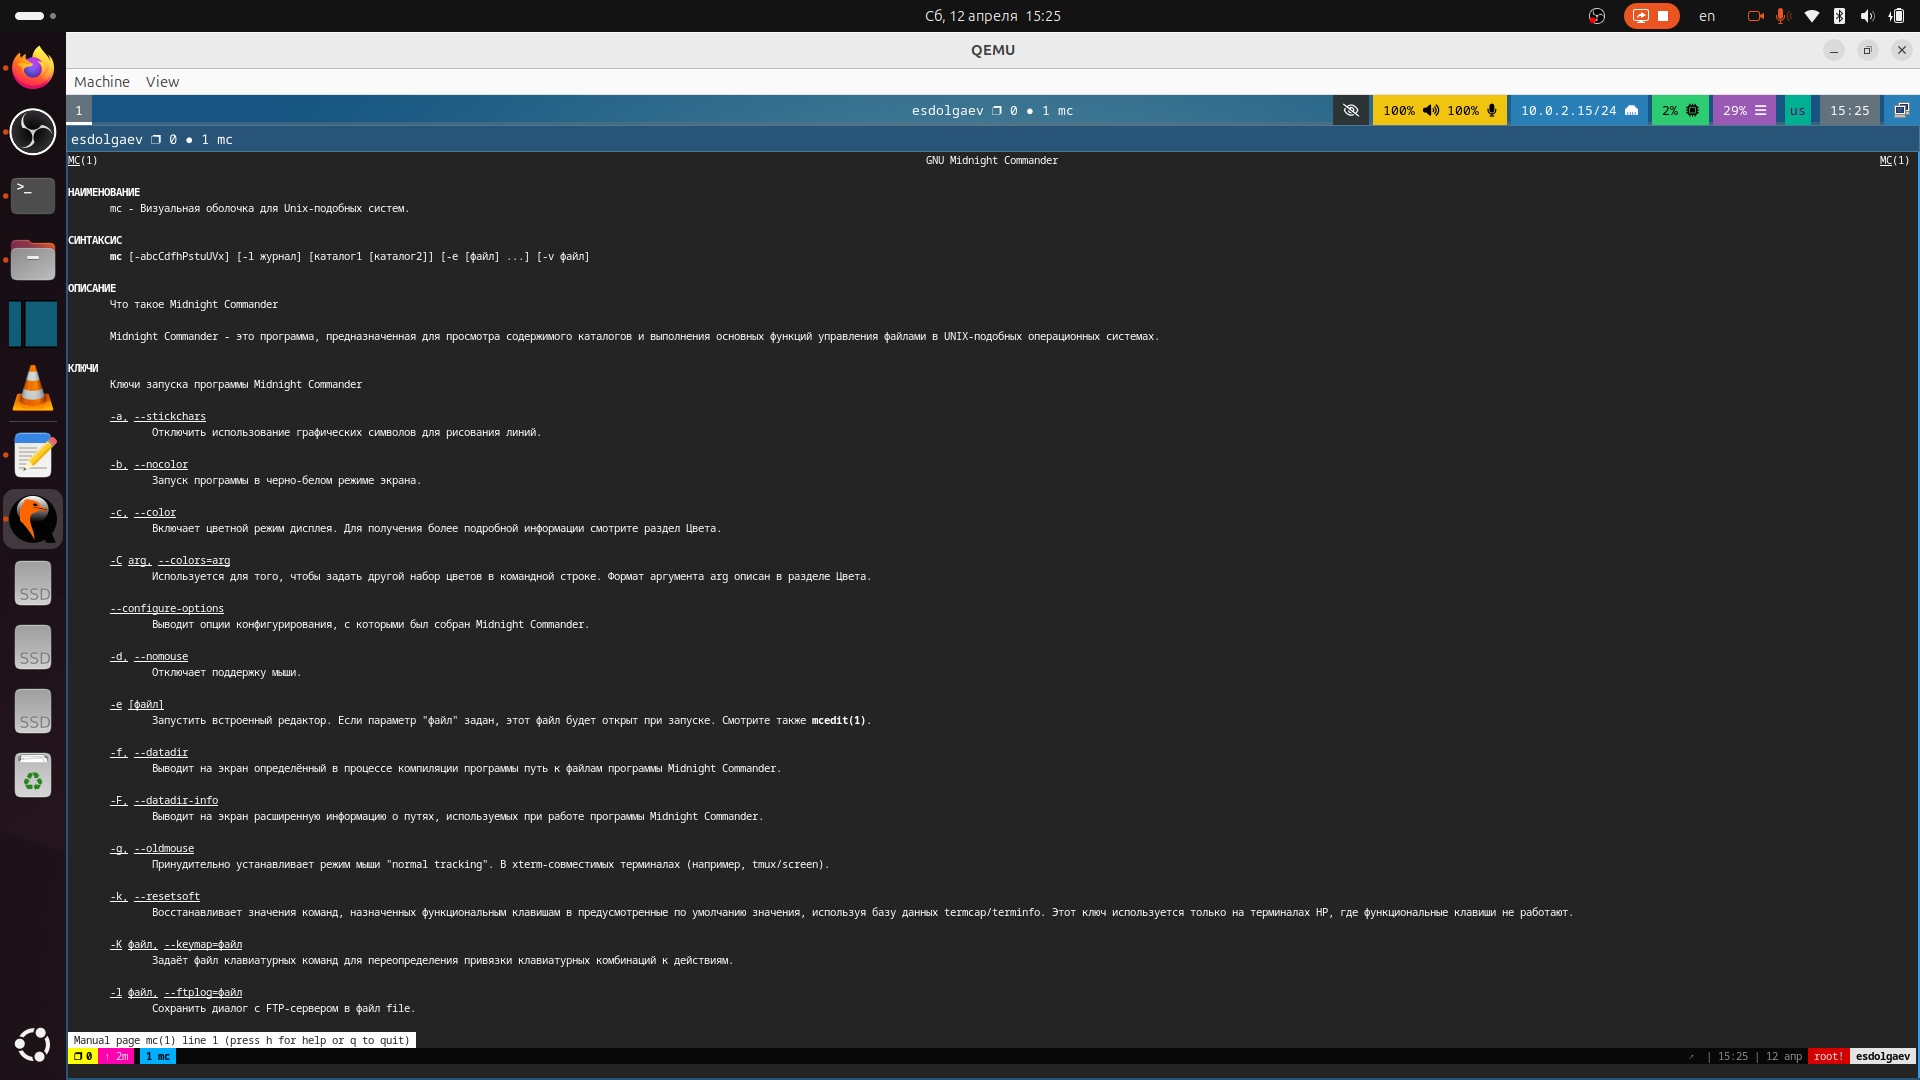 Сб, 12 апреля 15:25
en
QEMU
Machine View
1
esdolgaev 0 ● 1 mc
100% 100%
10.0.2.15/24
2%
29%
us
15:25
esdolgaev 0 ● 1 mc
MC(1) GNU Midnight Commander MC(1)
НАИМЕНОВАНИЕ
mc - Визуальная оболочка для Unix-подобных систем.
СИНТАКСИС
mc [-abcCdfhPstuUVx] [-l журнал] [каталог1 [каталог2]] [-e [файл] ...] [-v файл]
ОПИСАНИЕ
Что такое Midnight Commander
Midnight Commander - это программа, предназначенная для просмотра содержимого каталогов и выполнения основных функций управления файлами в UNIX-подобных операционных системах.
КЛЮЧИ
Ключи запуска программы Midnight Commander
-a, --stickchars
Отключить использование графических символов для рисования линий.
-b, --nocolor
Запуск программы в черно-белом режиме экрана.
-c, --color
Включает цветной режим дисплея. Для получения более подробной информации смотрите раздел Цвета.
-C arg, --colors=arg
Используется для того, чтобы задать другой набор цветов в командной строке. Формат аргумента arg описан в разделе Цвета.
--configure-options
Выводит опции конфигурирования, с которыми был собран Midnight Commander.
-d, --nomouse
Отключает поддержку мыши.
-e [файл]
Запустить встроенный редактор. Если параметр "файл" задан, этот файл будет открыт при запуске. Смотрите также mcedit(1).
-f, --datadir
Выводит на экран определённый в процессе компиляции программы путь к файлам программы Midnight Commander.
-F, --datadir-info
Выводит на экран расширенную информацию о путях, используемых при работе программы Midnight Commander.
-g, --oldmouse
Принудительно устанавливает режим мыши "normal tracking". В xterm-совместимых терминалах (например, tmux/screen).
-k, --resetsoft
Восстанавливает значения команд, назначенных функциональным клавишам в предусмотренные по умолчанию значения, используя базу данных termcap/terminfo. Этот ключ используется только на терминалах HP, где функциональные клавиши не работают.
-K файл, --keymap=файл
Задаёт файл клавиатурных команд для переопределения привязки клавиатурных комбинаций к действиям.
-l файл, --ftplog=файл
Сохранить диалог с FTP-сервером в файл file.
Manual page mc(1) line 1 (press h for help or q to quit)
0 ↑ 2m 1 mc
↗ | 15:25 | 12 апр root! esdolgaev
>_
SSD
SSD
SSD